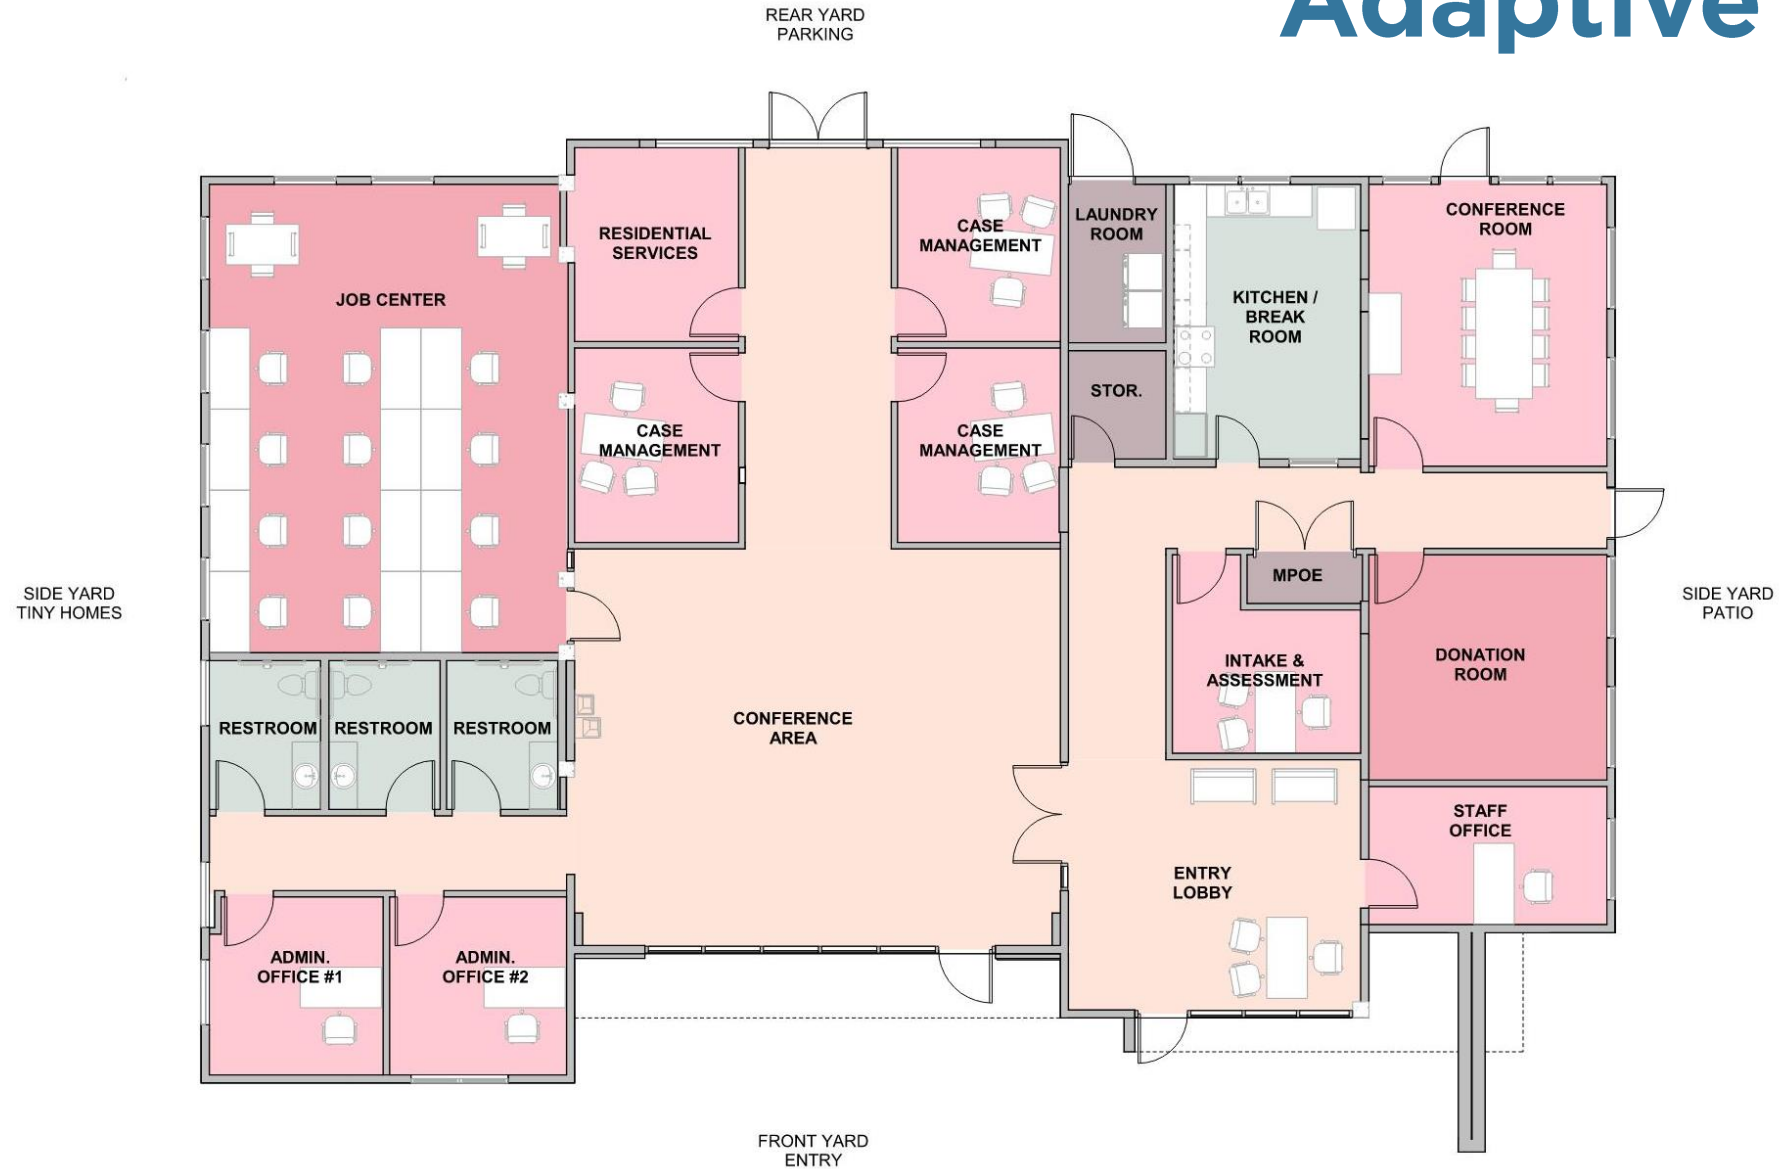 Adaptive
REAR YARD
PARKING
RESIDENTIAL
SERVICES
CASE
MANAGEMENT
LAUNDRY
ROOM
CONFERENCE
ROOM
JOB CENTER
KITCHEN /
BREAK
ROOM
STOR.
CASE
MANAGEMENT
CASE
MANAGEMENT
MPOE
SIDE YARD
TINY HOMES
SIDE YARD
PATIO
INTAKE &
ASSESSMENT
DONATION
ROOM
RESTROOM
RESTROOM
RESTROOM
CONFERENCE
AREA
STAFF
OFFICE
ENTRY
LOBBY
ADMIN.
OFFICE #1
ADMIN.
OFFICE #2
FRONT YARD
ENTRY